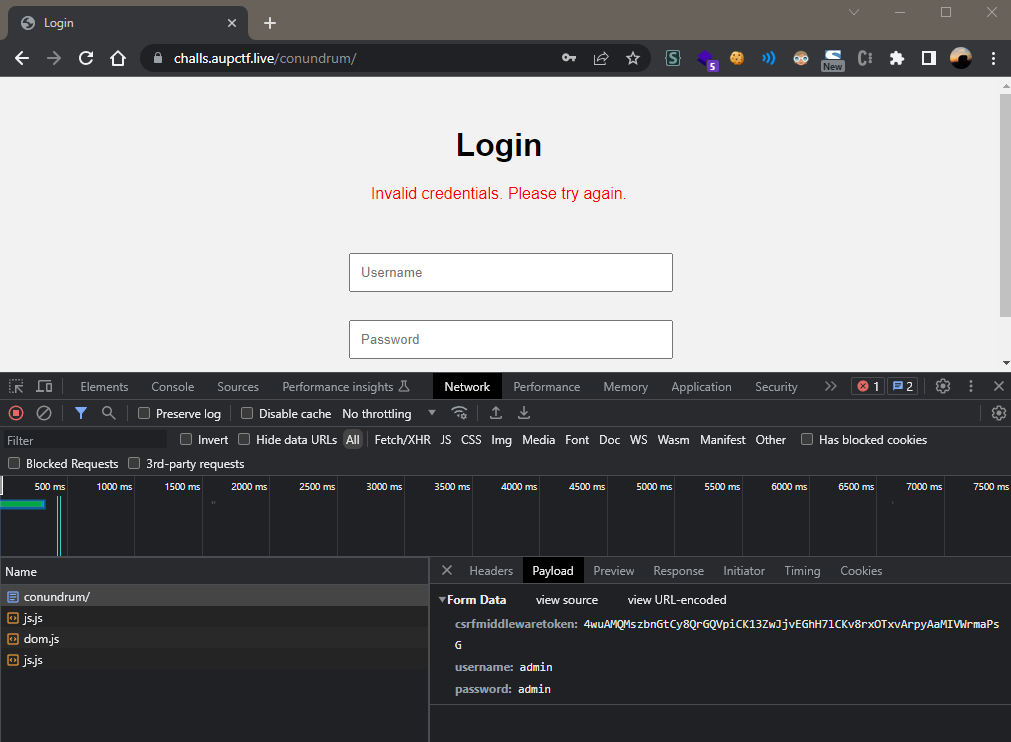 Login
challs.aupctf.live/conundrum/
5
New
Login
Invalid credentials. Please try again.
Username
Password
Elements Console Sources Performance insights Network Performance Memory Application Security 1 2
Preserve log Disable cache No throttling
Filter Invert Hide data URLs All Fetch/XHR JS CSS Img Media Font Doc WS Wasm Manifest Other Has blocked cookies
Blocked Requests 3rd-party requests
500 ms 1000 ms 1500 ms 2000 ms 2500 ms 3000 ms 3500 ms 4000 ms 4500 ms 5000 ms 5500 ms 6000 ms 6500 ms 7000 ms 7500 ms
Name Headers Payload Preview Response Initiator Timing Cookies
conundrum/
js.js
dom.js
js.js
Form Data view source view URL-encoded
csrfmiddlewaretoken: 4wuAMQMszbnGtCy8QrGQVpiCK13ZwJjvEGhH71CKv8rxOTxvArpyAaMIVWrmaPs
G
username: admin
password: admin